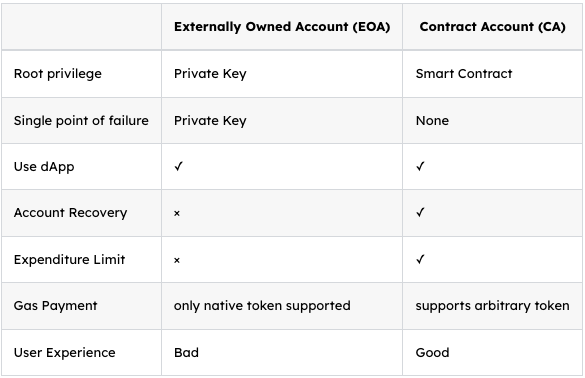 Externally Owned Account (EOA) Contract Account (CA)
Root privilege Private Key Smart Contract
Single point of failure Private Key None
Use dApp ✓ ✓
Account Recovery × ✓
Expenditure Limit × ✓
Gas Payment only native token supported supports arbitrary token
User Experience Bad Good